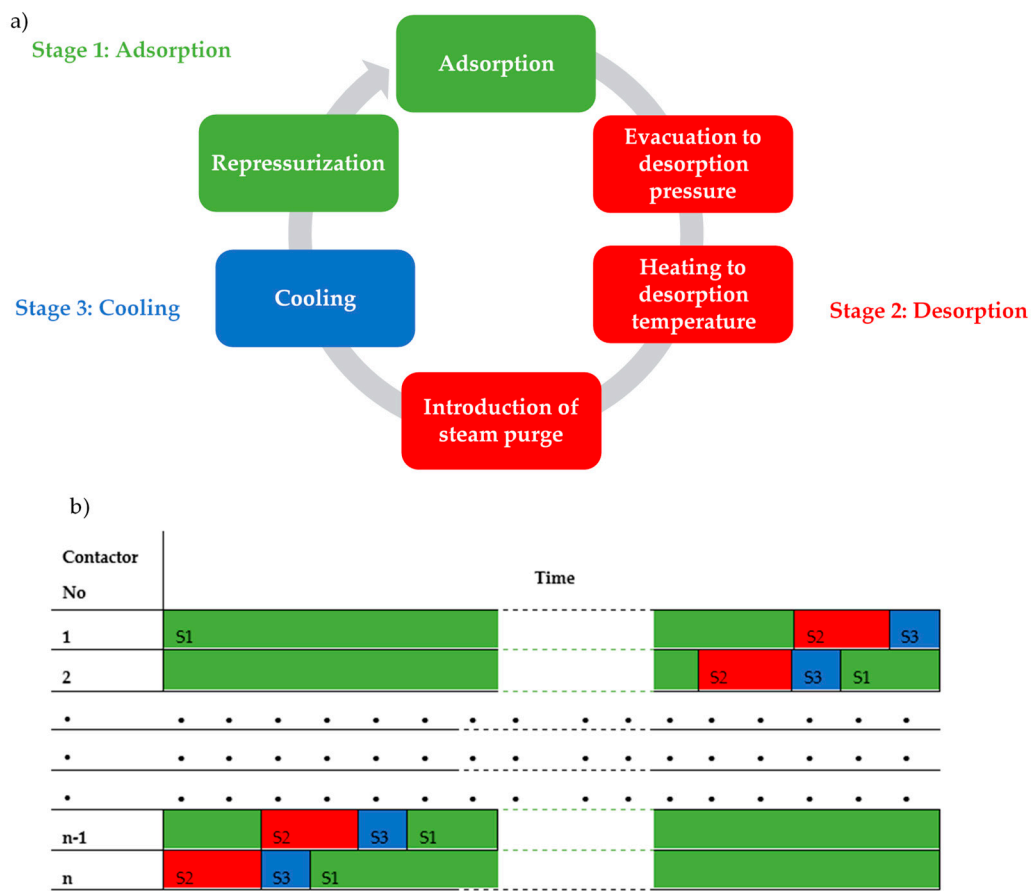 a)
Stage 1: Adsorption
Adsorption
Repressurization
Evacuation to
desorption
pressure
Cooling
Stage 3: Cooling
Heating to
desorption
temperature
Stage 2: Desorption
Introduction of
steam purge
b)
Contactor
No
Time
1
S1
S2
S3
2
S2
S3
S1
n-1
S2
S3
S1
n
S2
S3
S1